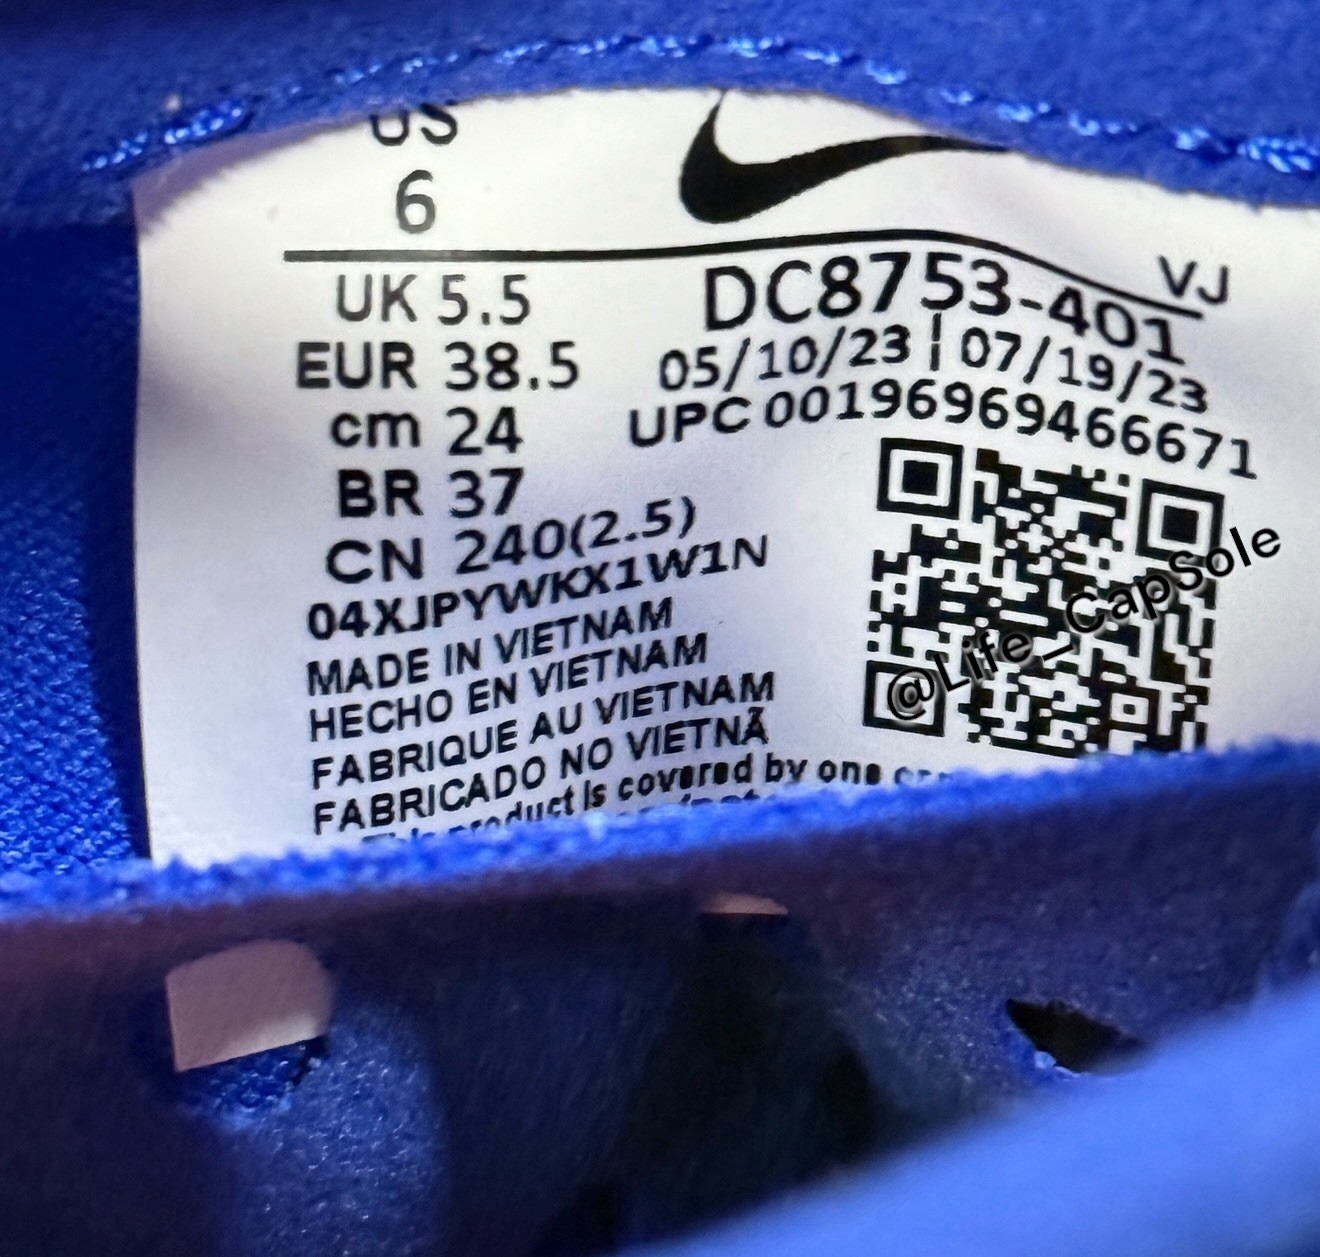 US
6
UK 5.5
EUR 38.5
cm 24
BR 37
CN 240(2.5)
04XJPYWKX1W1N
MADE IN VIETNAM
HECHO EN VIETNAM
FABRIQUE AU VIETNAM
FABRICADO NO VIETNÃ
This product is covered by one or
VJ
DC8753-401
05/10/23 | 07/19/23
UPC 00196969466671
@Life_CapSole